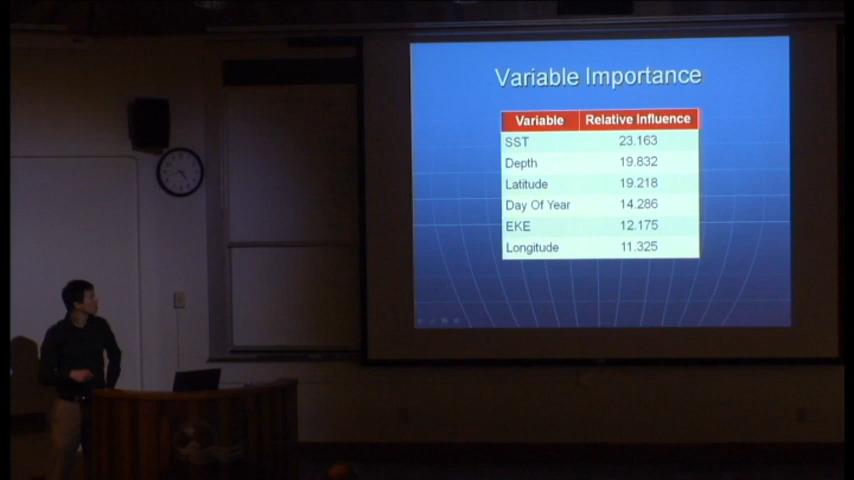 Variable Importance
Variable Relative Influence
SST 23.163
Depth 19.832
Latitude 19.218
Day Of Year 14.286
EKE 12.175
Longitude 11.325